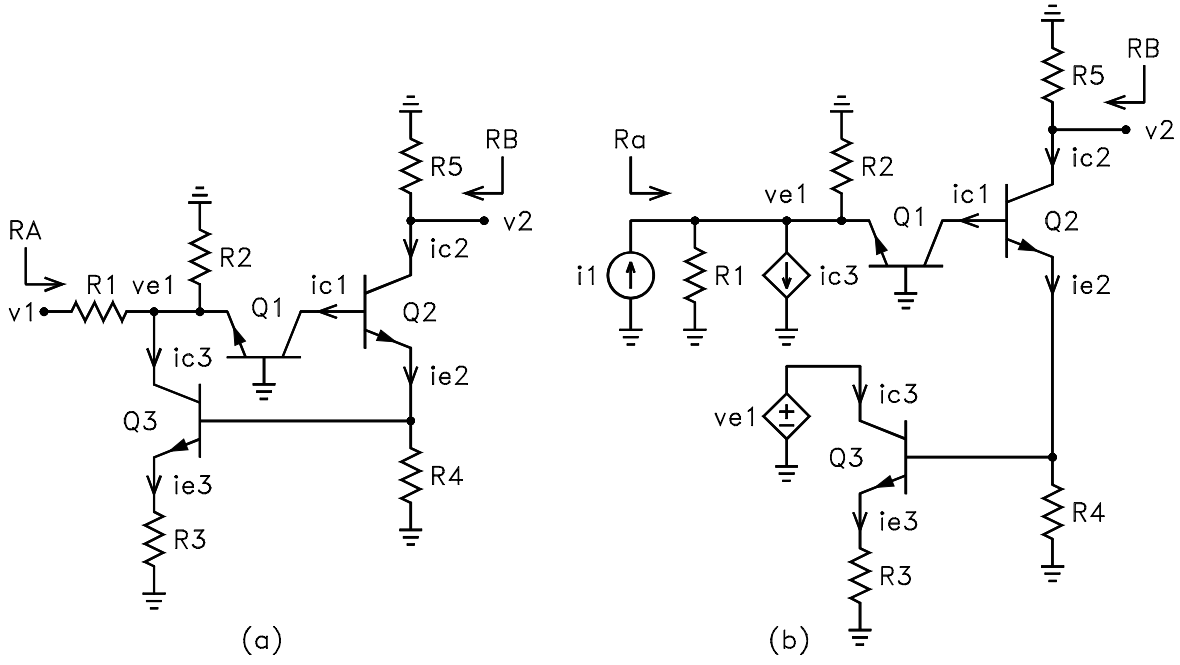 RA
v1
R1
ve1
R2
Q1
ic1
ic3
Q3
ie3
R3
R5
RB
v2
ic2
Q2
ie2
R4
(a)
Ra
i1
R1
ve1
ic3
R2
Q1
ic1
R5
RB
v2
ic2
Q2
ie2
ve1
+
−
ic3
Q3
ie3
R3
R4
(b)